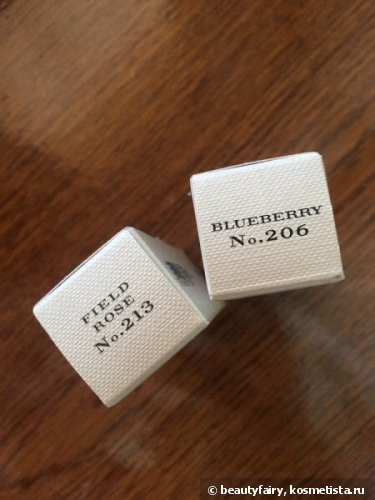 BLUEBERRY
No.206
FIELD
ROSE
No.213
© beautyfairy, kosmetista.ru